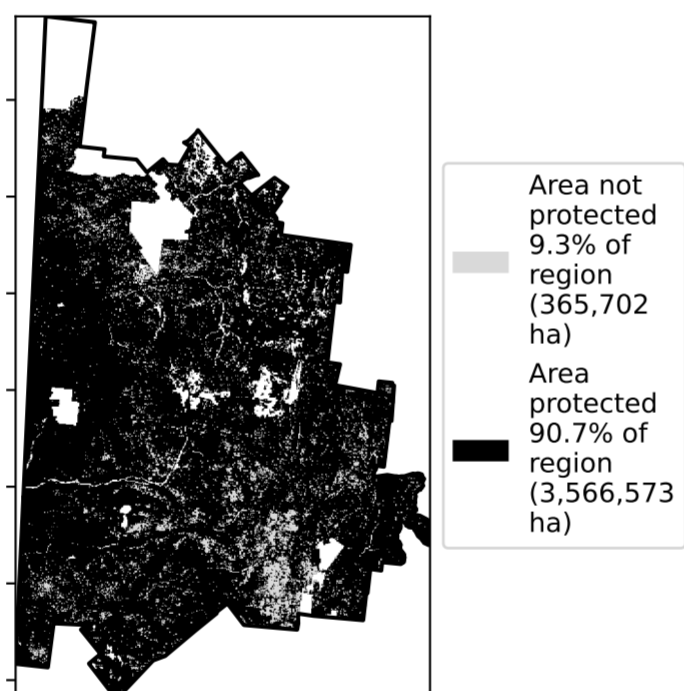 Area not
protected
9.3% of
region
(365,702
ha)
Area
protected
90.7% of
region
(3,566,573
ha)